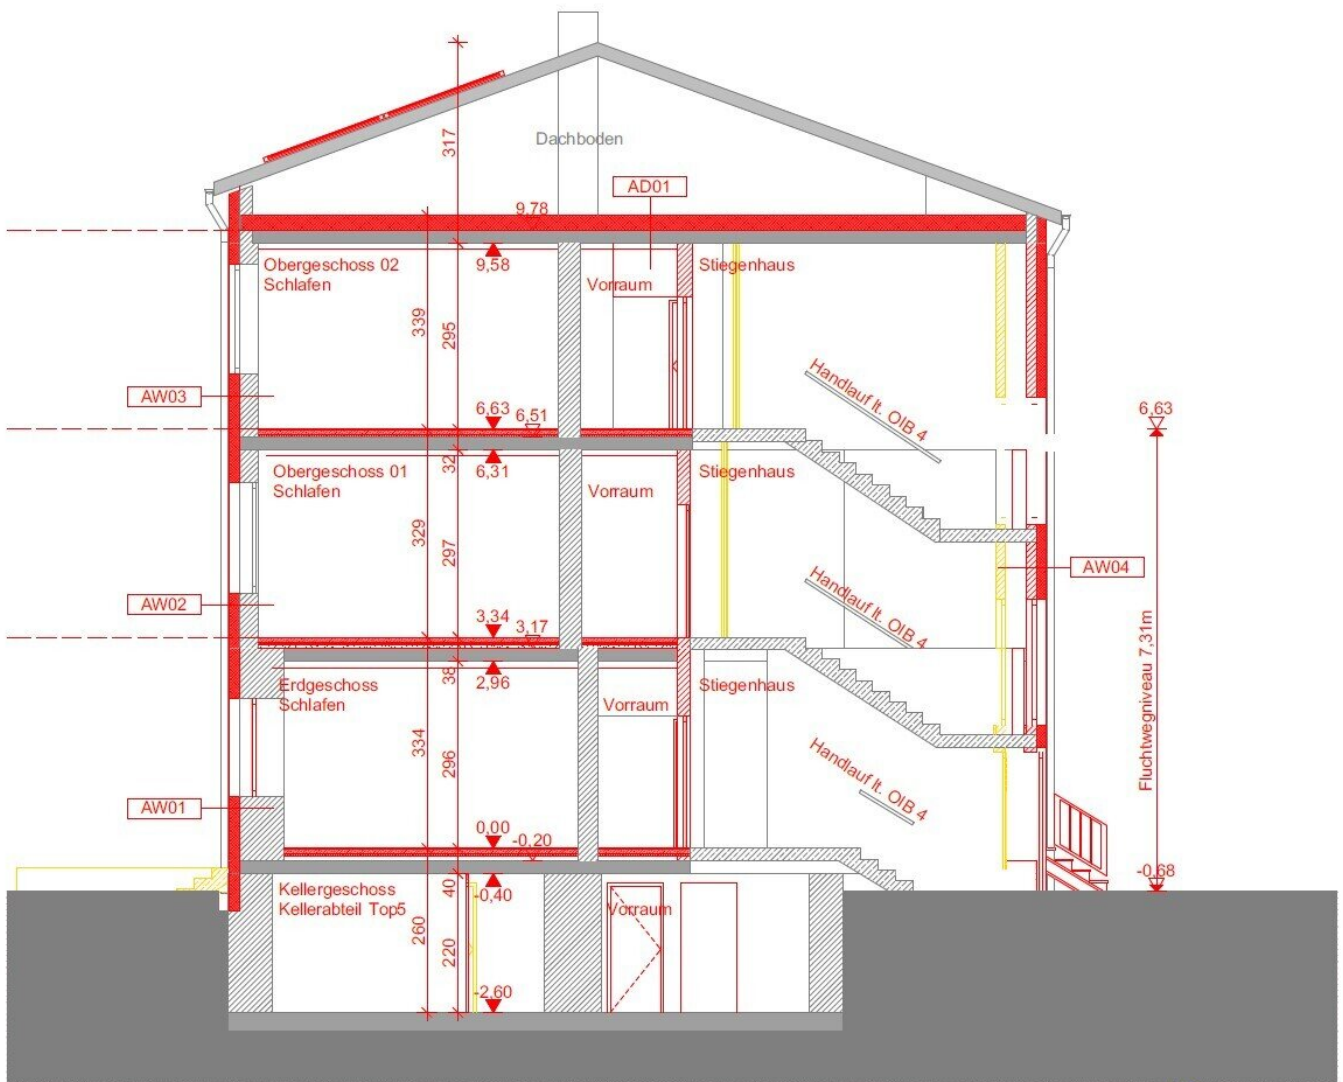 317
Dachboden
AD01
9,78
Obergeschoss 02
Schlafen
9,58
Vorraum
Stiegenhaus
339
295
Handlauf lt. OIB 4
AW03
6,63
6,51
6,63
32
6,31
Obergeschoss 01
Schlafen
Vorraum
Stiegenhaus
329
297
Handlauf lt. OIB 4
AW04
AW02
3,34
3,17
38
2,96
Erdgeschoss
Schlafen
Vorraum
Stiegenhaus
Fluchtwegniveau 7,31m
334
296
Handlauf lt. OIB 4
AW01
0,00
-0,20
-0,68
Kellergeschoss
Kellerabteil Top5
40
-0,40
Vorraum
260
220
-2,60